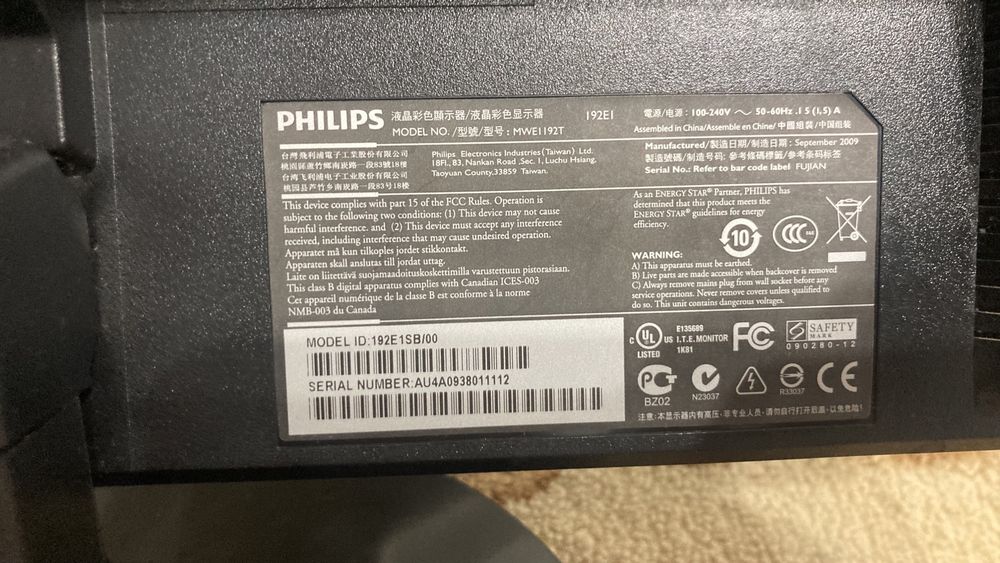 PHILIPS 液晶彩色顯示器/液晶彩色显示器 192E1
MODEL NO. /型號/型号: MWE1192T
電源/电源: 100-240V ～ 50-60Hz .1 5 (1,5) A
Assembled in China/Assemble en Chine/ 中國組裝/中国组装
台灣飛利浦電子工業股份有限公司
桃園縣蘆竹鄉南崁路一段83號18樓
台湾飞利浦电子工业股份有限公司
桃园县芦竹乡南崁路一段83号18楼
Philips Electronics Industries (Taiwan) Ltd.
18Fl., 83, Nankan Road .Sec. 1, Luchu Hsiang,
Taoyuan County.33859 Taiwan.
Manufactured/製造日期/制造日期: September 2009
製造號碼/制造号码: 參考條碼標籤/参考条码标签
Serial No.: Refer to bar code label FUJIAN
This device complies with part 15 of the FCC Rules. Operation is
subject to the following two conditions: (1) This device may not cause
harmful interference. and (2) This device must accept any interference
received, including interference that may cause undesired operation.
Apparatet må kun tilkoples jordet stikkontakt.
Apparaten skall anslutas till jordat uttag.
Laite on liitettävä suojamaadoituskoskettimilla varustettuun pistorasiaan.
This class B digital apparatus complies with Canadian ICES-003
Cet appareil numérique de la classe B est conforme à la norme
NMB-003 du Canada
As an ENERGY STAR® Partner, PHILIPS has
determined that this product meets the
ENERGY STAR® guidelines for energy
efficiency.
10
CCC
WARNING:
A) This apparatus must be earthed.
B) Live parts are made accessible when backcover is removed
C) Always remove mains plug from wall socket before any
service operations. Never remove covers unless qualified to
do so. This unit contains dangerous voltages.
MODEL ID:192E1SB/00
SERIAL NUMBER:AU4A0938011112
C UL US
LISTED
E135689
I.T.E. MONITOR
1K81
FC
SAFETY
MARK
090280-12
PCT
BZ02
N23037
R33037
CE
注意:本显示器内有高压,非专业人员,请勿自行打开后盖,以免危险!